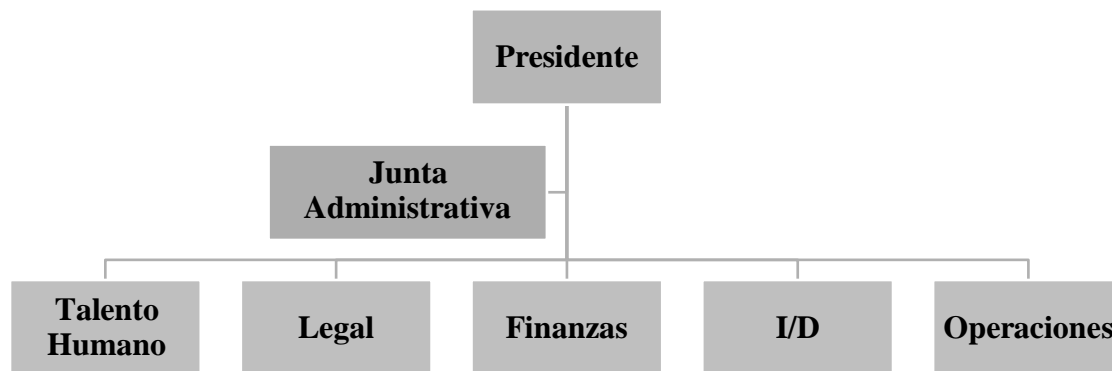 Presidente
Junta
Administrativa
Talento
Humano
Legal
Finanzas
I/D
Operaciones